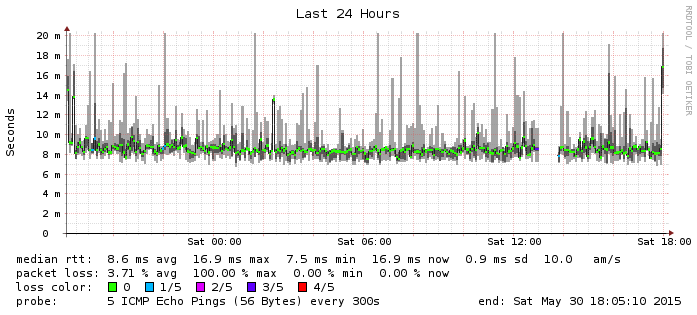 Last 24 Hours
RRDTOOL / TOBI OETIKER
Seconds
20 m
18 m
16 m
14 m
12 m
10 m
8 m
6 m
4 m
2 m
0
Sat 00:00 Sat 06:00 Sat 12:00 Sat 18:00
median rtt: 8.6 ms avg 16.9 ms max 7.5 ms min 16.9 ms now 0.9 ms sd 10.0 am/s
packet loss: 3.71 % avg 100.00 % max 0.00 % min 0.00 % now
loss color: 0 1/5 2/5 3/5 4/5
probe: 5 ICMP Echo Pings (56 Bytes) every 300s end: Sat May 30 18:05:10 2015